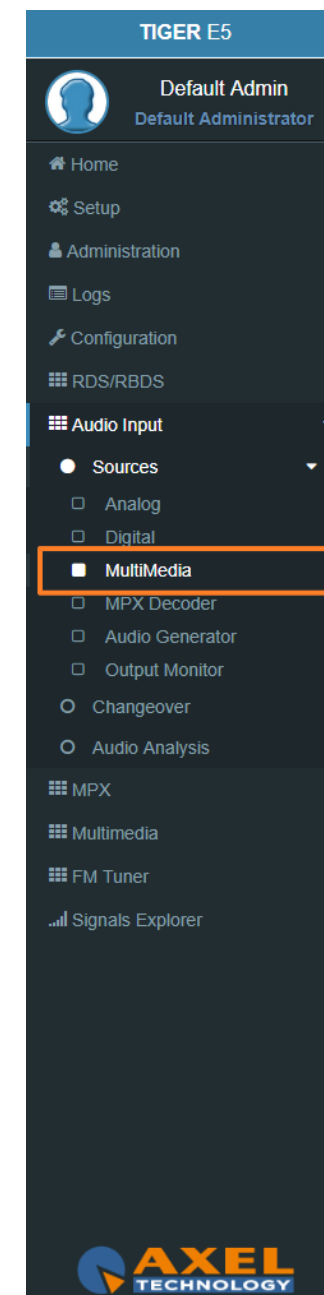 TIGER E5
Default Admin
Default Administrator
Home
Setup
Administration
Logs
Configuration
RDS/RBDS
Audio Input
Sources
Analog
Digital
MultiMedia
MPX Decoder
Audio Generator
Output Monitor
Changeover
Audio Analysis
MPX
Multimedia
FM Tuner
Signals Explorer
AXEL
TECHNOLOGY